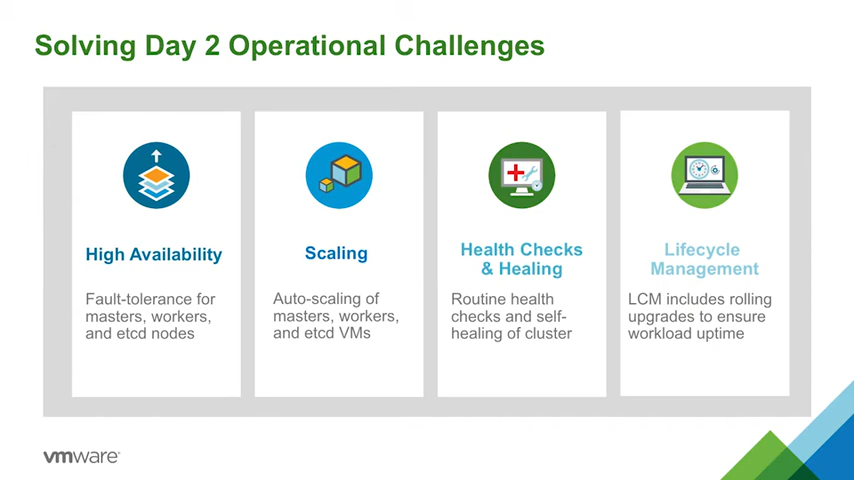 Solving Day 2 Operational Challenges
High Availability
Fault-tolerance for
masters, workers,
and etcd nodes
Scaling
Auto-scaling of
masters, workers,
and etcd VMs
Health Checks
& Healing
Routine health
checks and self-
healing of cluster
Lifecycle
Management
LCM includes rolling
upgrades to ensure
workload uptime
vmware